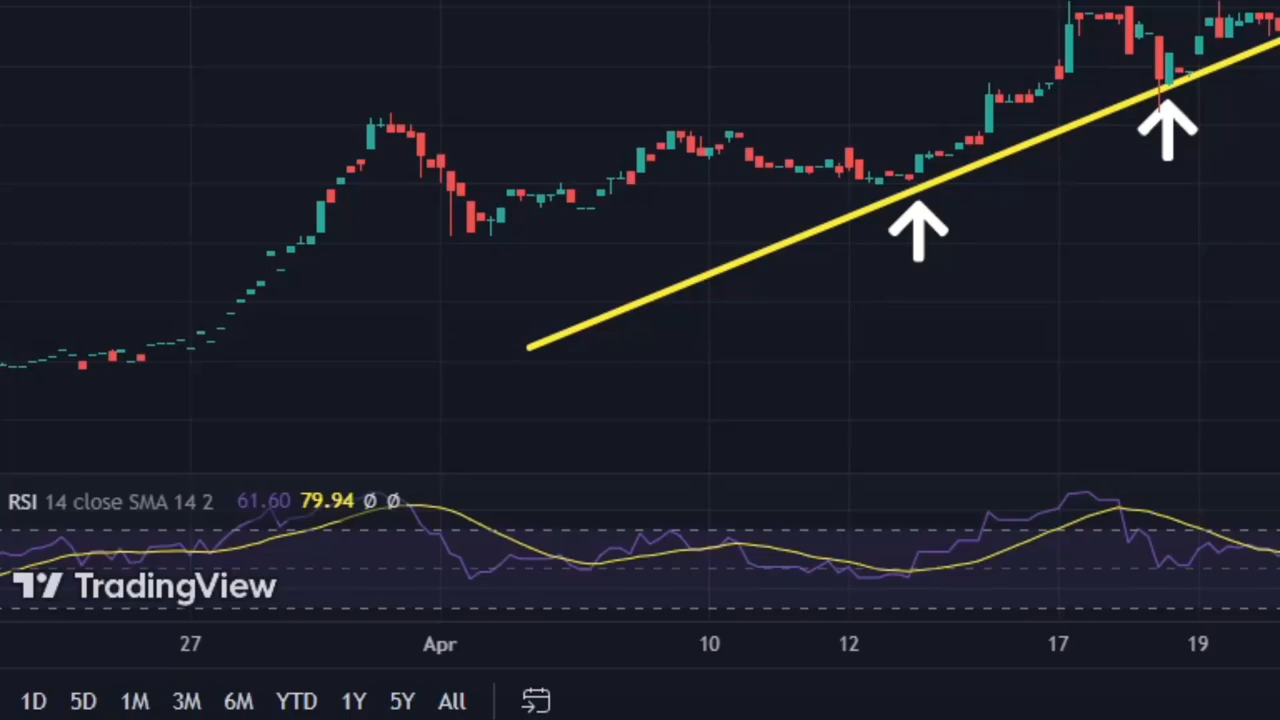 RSI 14 close SMA 14 2 61.60 79.94 Ø Ø
TradingView
27 Apr 10 12 17 19
1D 5D 1M 3M 6M YTD 1Y 5Y All